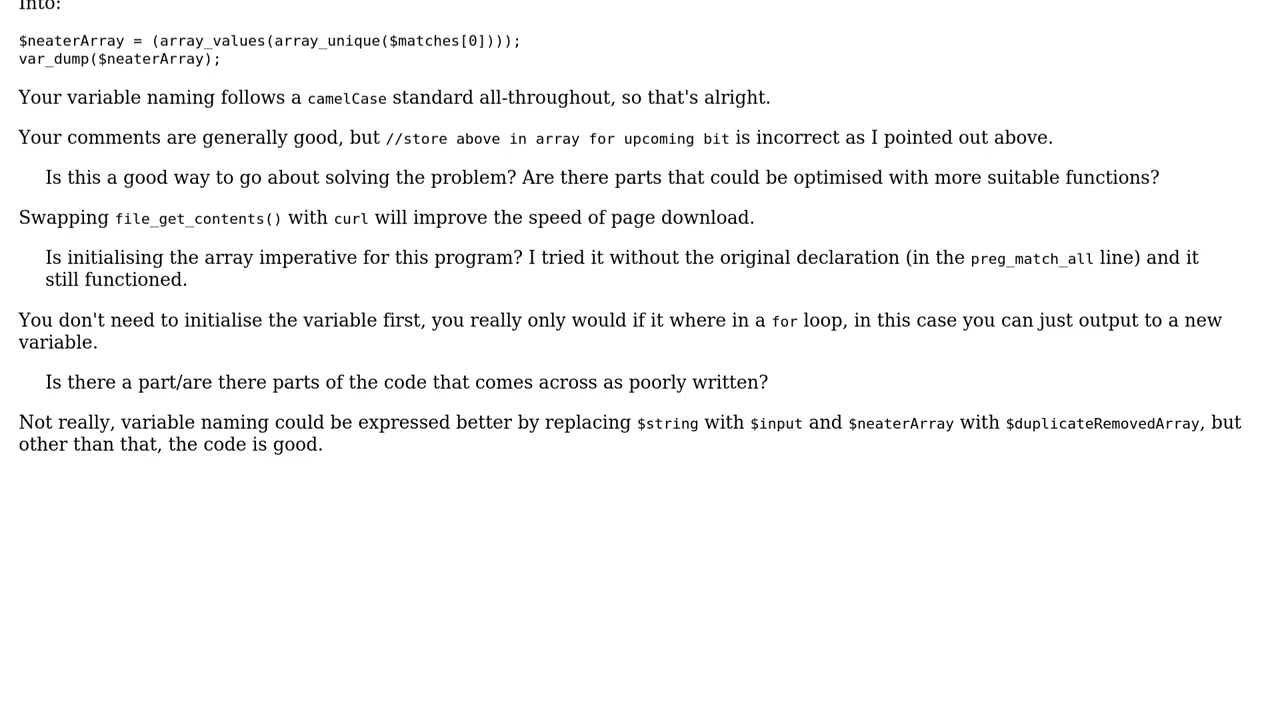 Into:
$neaterArray = (array_values(array_unique($matches[0])));
var_dump($neaterArray);
Your variable naming follows a camelCase standard all-throughout, so that's alright.
Your comments are generally good, but //store above in array for upcoming bit is incorrect as I pointed out above.
Is this a good way to go about solving the problem? Are there parts that could be optimised with more suitable functions?
Swapping file_get_contents() with curl will improve the speed of page download.
Is initialising the array imperative for this program? I tried it without the original declaration (in the preg_match_all line) and it
still functioned.
You don't need to initialise the variable first, you really only would if it where in a for loop, in this case you can just output to a new
variable.
Is there a part/are there parts of the code that comes across as poorly written?
Not really, variable naming could be expressed better by replacing $string with $input and $neaterArray with $duplicateRemovedArray, but
other than that, the code is good.